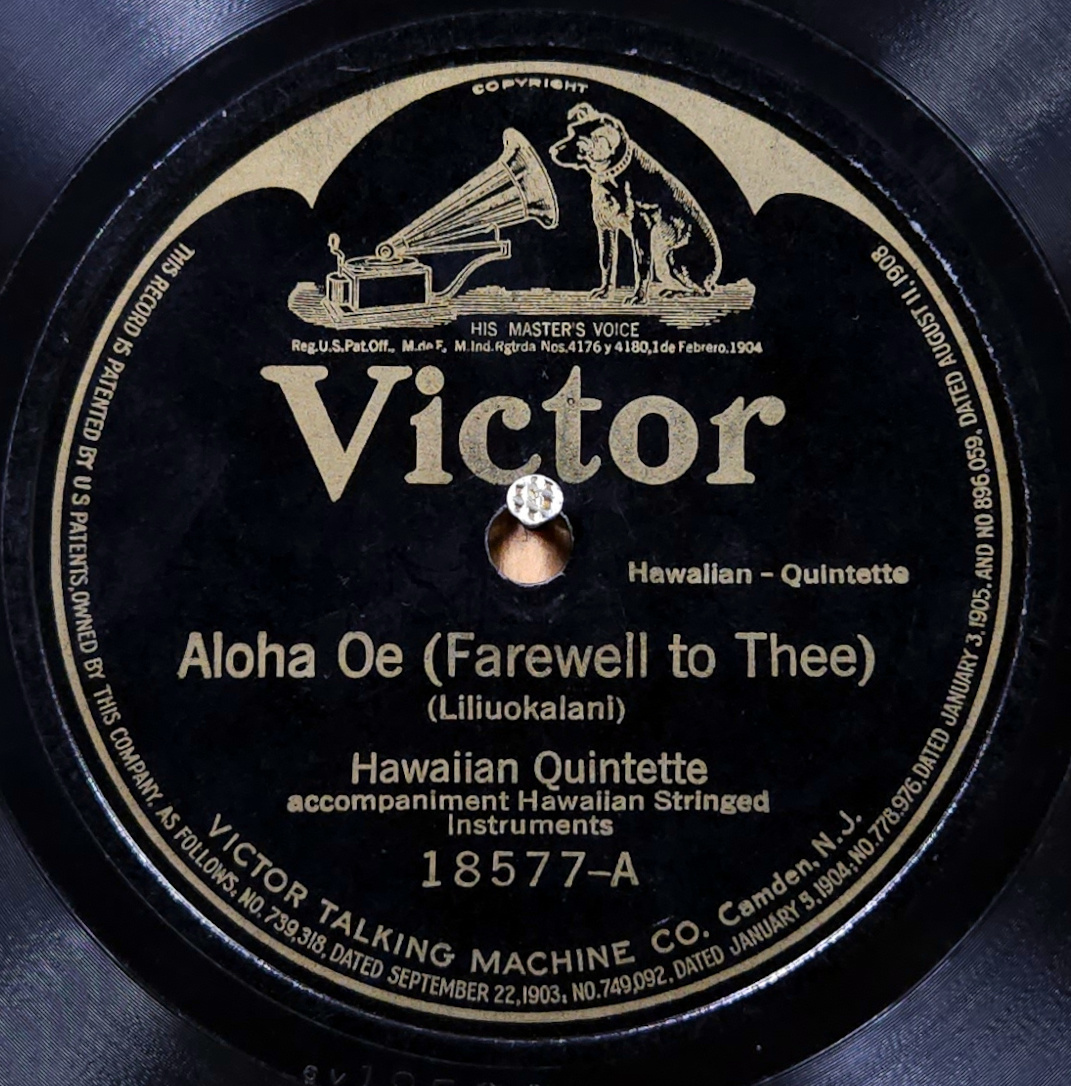 COPYRIGHT
HIS MASTER'S VOICE
Reg.U.S.Pat.Off., M.de F. M.Ind.Rgtrda Nos.4176 y 4180,1 de Febrero.1904
Victor
Hawaiian - Quintette
Aloha Oe (Farewell to Thee)
(Liliuokalani)
Hawaiian Quintette
accompaniment Hawaiian Stringed
Instruments
18577-A
VICTOR TALKING MACHINE CO. Camden, N. J.
THIS RECORD IS PATENTED BY U S PATENTS, OWNED BY THIS COMPANY, AS FOLLOWS: NO. 739,318, DATED SEPTEMBER 22,1903; NO.749,092, DATED JANUARY 5,1904; NO.778,976, DATED JANUARY 3,1905, AND NO 896,059, DATED AUGUST 11,1908